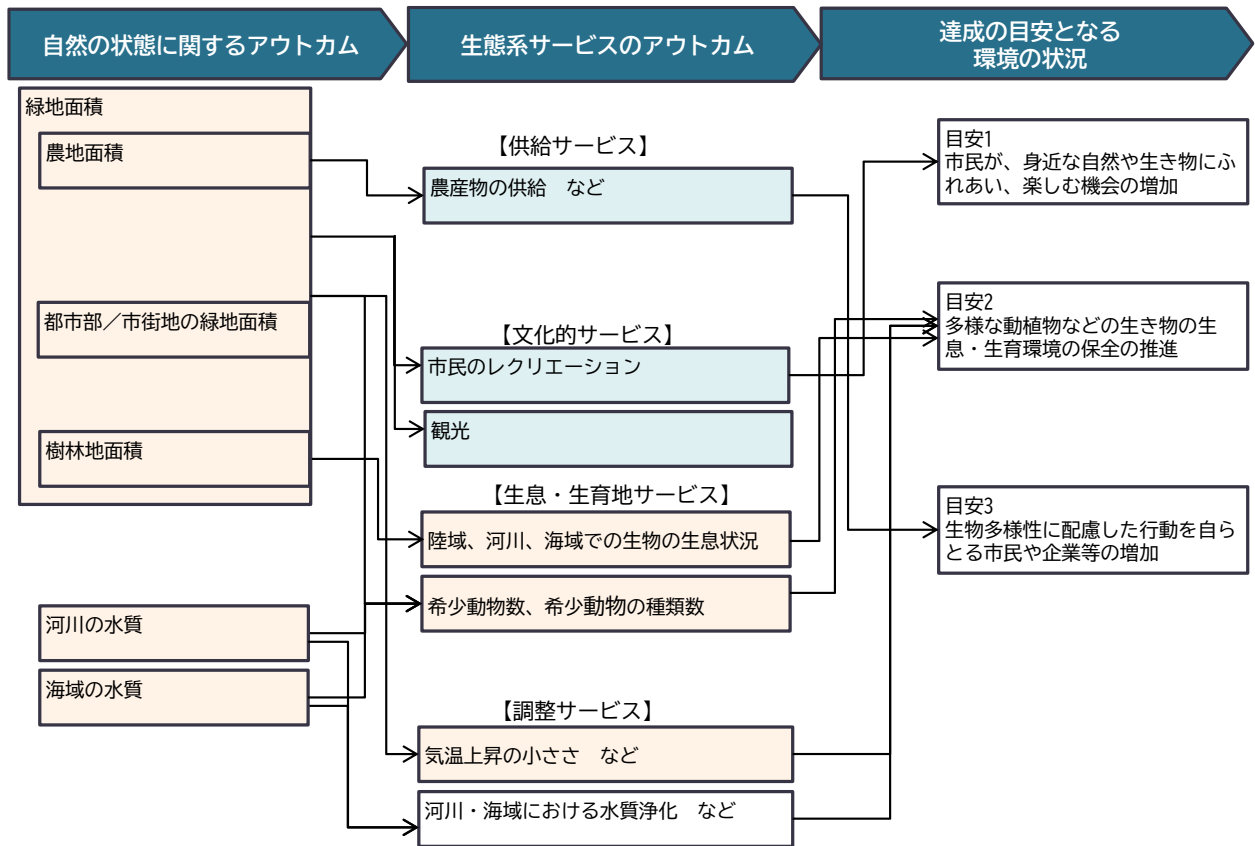 自然の状態に関するアウトカム
生態系サービスのアウトカム
達成の目安となる
環境の状況
緑地面積
農地面積
都市部／市街地の緑地面積
樹林地面積
河川の水質
海域の水質
【供給サービス】
農産物の供給　など
【文化的サービス】
市民のレクリエーション
観光
【生息・生育地サービス】
陸域、河川、海域での生物の生息状況
希少動物数、希少動物の種類数
【調整サービス】
気温上昇の小ささ　など
河川・海域における水質浄化　など
目安1
市民が、身近な自然や生き物にふ
れあい、楽しむ機会の増加
目安2
多様な動植物などの生き物の生
息・生育環境の保全の推進
目安3
生物多様性に配慮した行動を自ら
とる市民や企業等の増加